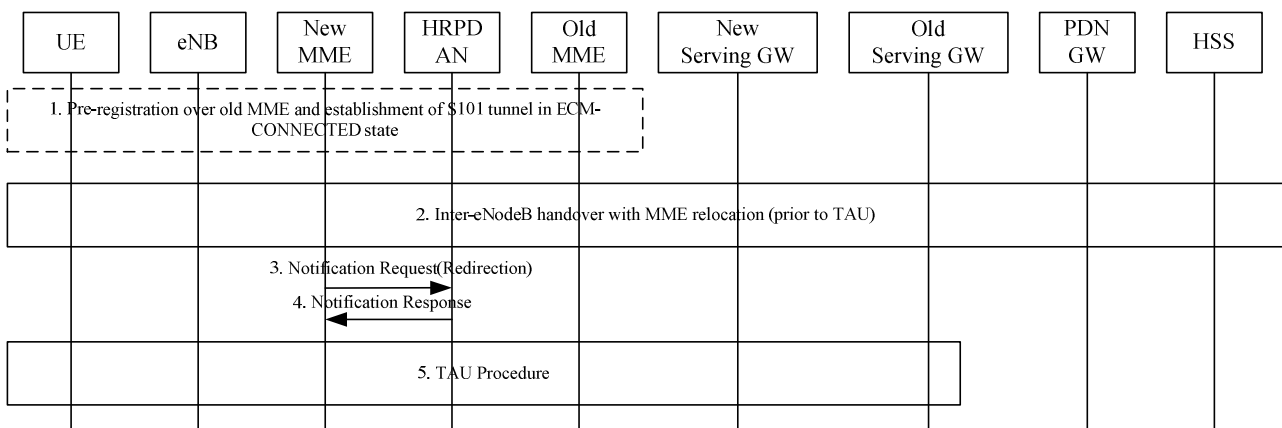 UE
eNB
New
MME
HRPD
AN
Old
MME
New
Serving GW
Old
Serving GW
PDN
GW
HSS
1. Pre-registration over old MME and establishment of S101 tunnel in ECM-
CONNECTED state
2. Inter-eNodeB handover with MME relocation (prior to TAU)
3. Notification Request(Redirection)
4. Notification Response
5. TAU Procedure